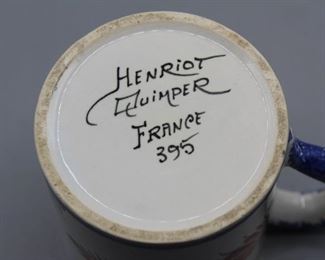 HENRIOT
QUIMPER
FRANCE
395